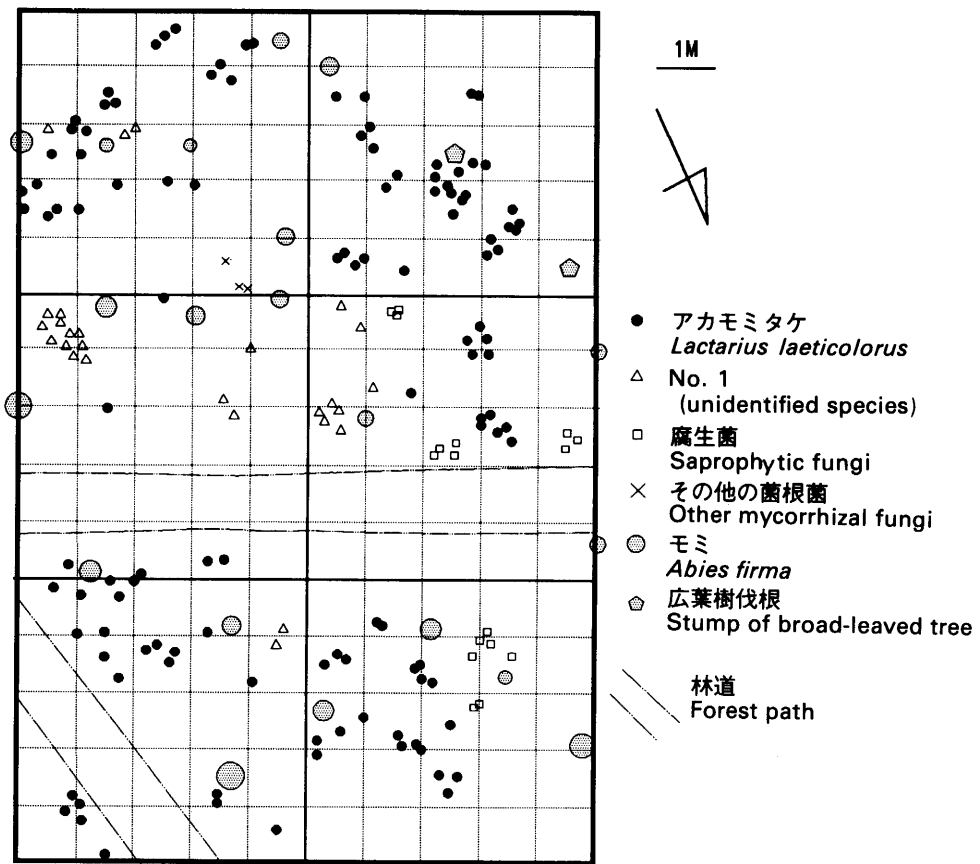 1M
アカモミタケ
Lactarius laeticolorus
No. 1
(unidentified species)
腐生菌
Saprophytic fungi
その他の菌根菌
Other mycorrhizal fungi
モミ
Abies firma
広葉樹伐根
Stump of broad-leaved tree
林道
Forest path